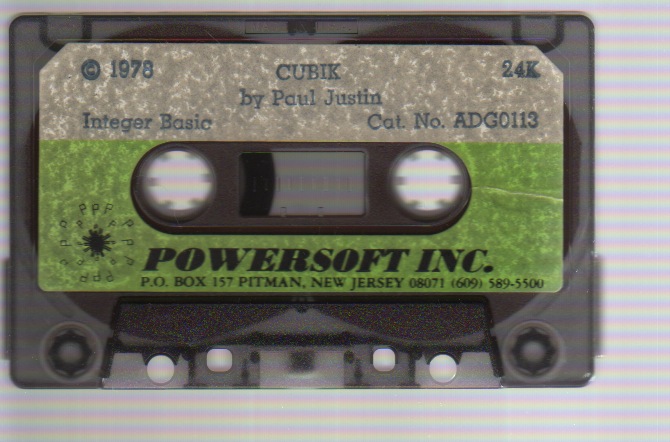 © 1978 CUBIK 24K
by Paul Justin
Integer Basic Cat. No. ADG0113
POWERSOFT INC.
P.O. BOX 157 PITMAN, NEW JERSEY 08071 (609) 589-5500